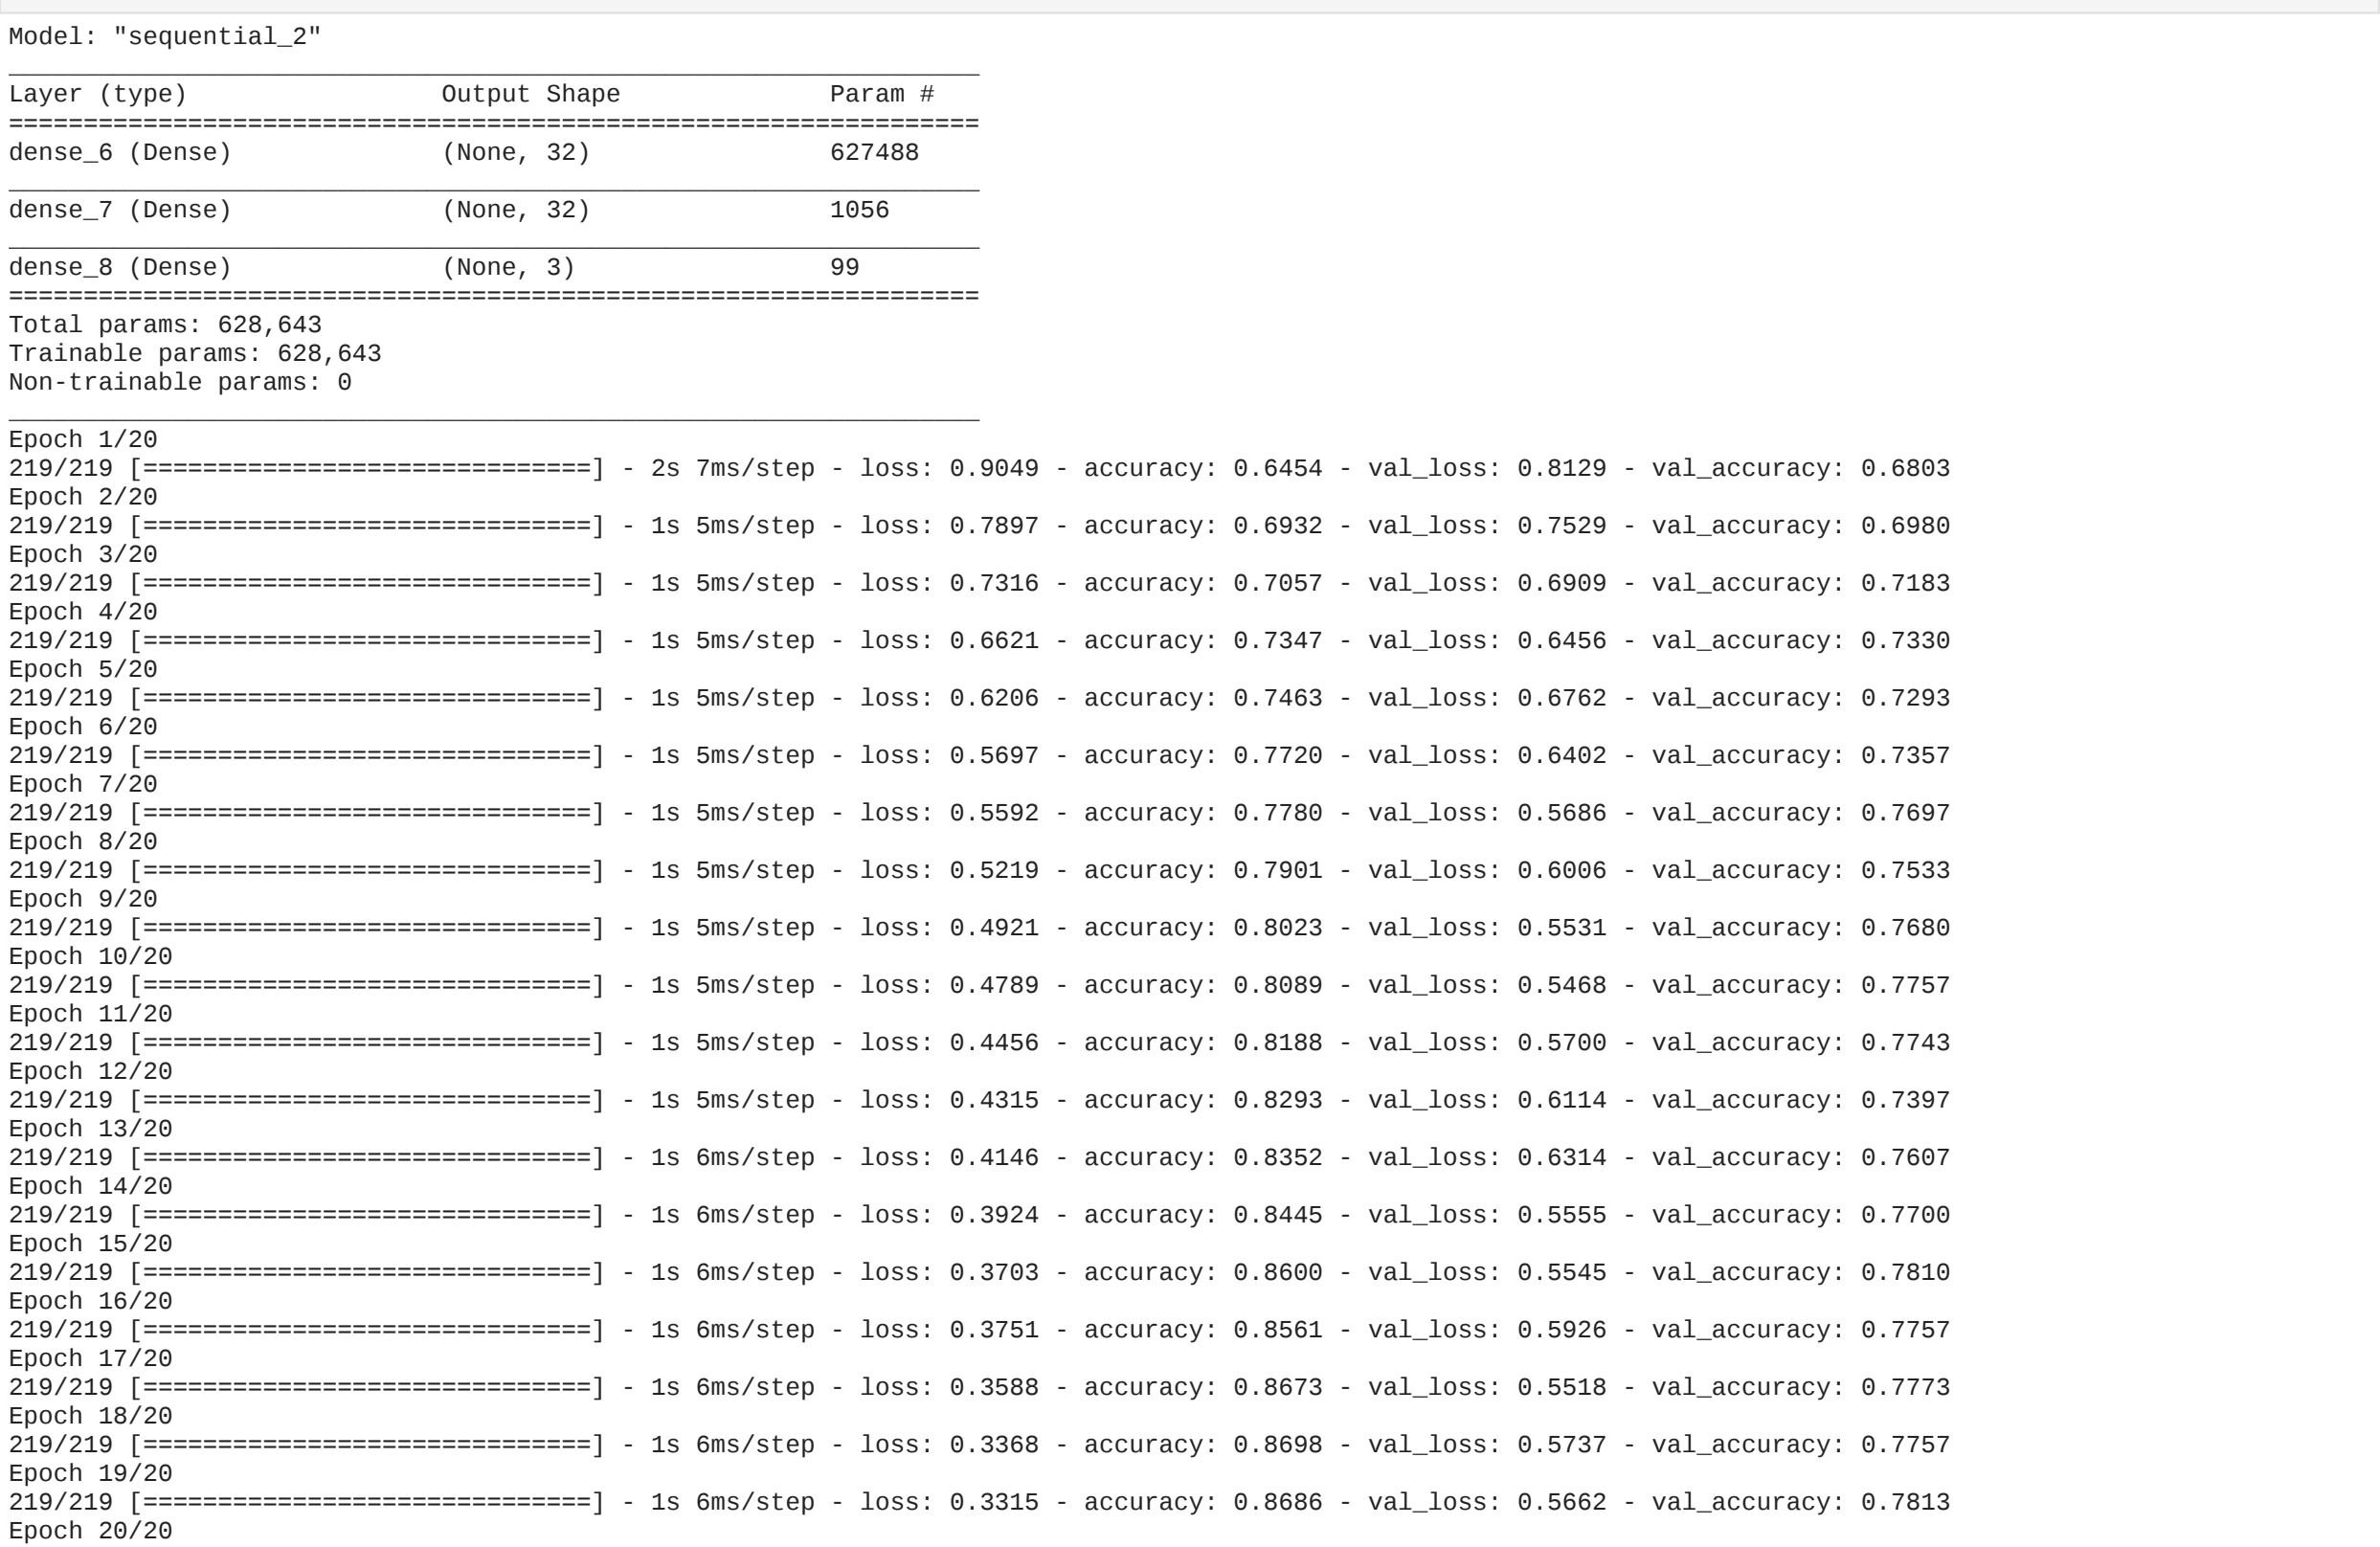 Model: "sequential_2"
_________________________________________________________________
Layer (type)                 Output Shape              Param #
=================================================================
dense_6 (Dense)              (None, 32)                627488
_________________________________________________________________
dense_7 (Dense)              (None, 32)                1056
_________________________________________________________________
dense_8 (Dense)              (None, 3)                 99
=================================================================
Total params: 628,643
Trainable params: 628,643
Non-trainable params: 0
_________________________________________________________________
Epoch 1/20
219/219 [==============================] - 2s 7ms/step - loss: 0.9049 - accuracy: 0.6454 - val_loss: 0.8129 - val_accuracy: 0.6803
Epoch 2/20
219/219 [==============================] - 1s 5ms/step - loss: 0.7897 - accuracy: 0.6932 - val_loss: 0.7529 - val_accuracy: 0.6980
Epoch 3/20
219/219 [==============================] - 1s 5ms/step - loss: 0.7316 - accuracy: 0.7057 - val_loss: 0.6909 - val_accuracy: 0.7183
Epoch 4/20
219/219 [==============================] - 1s 5ms/step - loss: 0.6621 - accuracy: 0.7347 - val_loss: 0.6456 - val_accuracy: 0.7330
Epoch 5/20
219/219 [==============================] - 1s 5ms/step - loss: 0.6206 - accuracy: 0.7463 - val_loss: 0.6762 - val_accuracy: 0.7293
Epoch 6/20
219/219 [==============================] - 1s 5ms/step - loss: 0.5697 - accuracy: 0.7720 - val_loss: 0.6402 - val_accuracy: 0.7357
Epoch 7/20
219/219 [==============================] - 1s 5ms/step - loss: 0.5592 - accuracy: 0.7780 - val_loss: 0.5686 - val_accuracy: 0.7697
Epoch 8/20
219/219 [==============================] - 1s 5ms/step - loss: 0.5219 - accuracy: 0.7901 - val_loss: 0.6006 - val_accuracy: 0.7533
Epoch 9/20
219/219 [==============================] - 1s 5ms/step - loss: 0.4921 - accuracy: 0.8023 - val_loss: 0.5531 - val_accuracy: 0.7680
Epoch 10/20
219/219 [==============================] - 1s 5ms/step - loss: 0.4789 - accuracy: 0.8089 - val_loss: 0.5468 - val_accuracy: 0.7757
Epoch 11/20
219/219 [==============================] - 1s 5ms/step - loss: 0.4456 - accuracy: 0.8188 - val_loss: 0.5700 - val_accuracy: 0.7743
Epoch 12/20
219/219 [==============================] - 1s 5ms/step - loss: 0.4315 - accuracy: 0.8293 - val_loss: 0.6114 - val_accuracy: 0.7397
Epoch 13/20
219/219 [==============================] - 1s 6ms/step - loss: 0.4146 - accuracy: 0.8352 - val_loss: 0.6314 - val_accuracy: 0.7607
Epoch 14/20
219/219 [==============================] - 1s 6ms/step - loss: 0.3924 - accuracy: 0.8445 - val_loss: 0.5555 - val_accuracy: 0.7700
Epoch 15/20
219/219 [==============================] - 1s 6ms/step - loss: 0.3703 - accuracy: 0.8600 - val_loss: 0.5545 - val_accuracy: 0.7810
Epoch 16/20
219/219 [==============================] - 1s 6ms/step - loss: 0.3751 - accuracy: 0.8561 - val_loss: 0.5926 - val_accuracy: 0.7757
Epoch 17/20
219/219 [==============================] - 1s 6ms/step - loss: 0.3588 - accuracy: 0.8673 - val_loss: 0.5518 - val_accuracy: 0.7773
Epoch 18/20
219/219 [==============================] - 1s 6ms/step - loss: 0.3368 - accuracy: 0.8698 - val_loss: 0.5737 - val_accuracy: 0.7757
Epoch 19/20
219/219 [==============================] - 1s 6ms/step - loss: 0.3315 - accuracy: 0.8686 - val_loss: 0.5662 - val_accuracy: 0.7813
Epoch 20/20